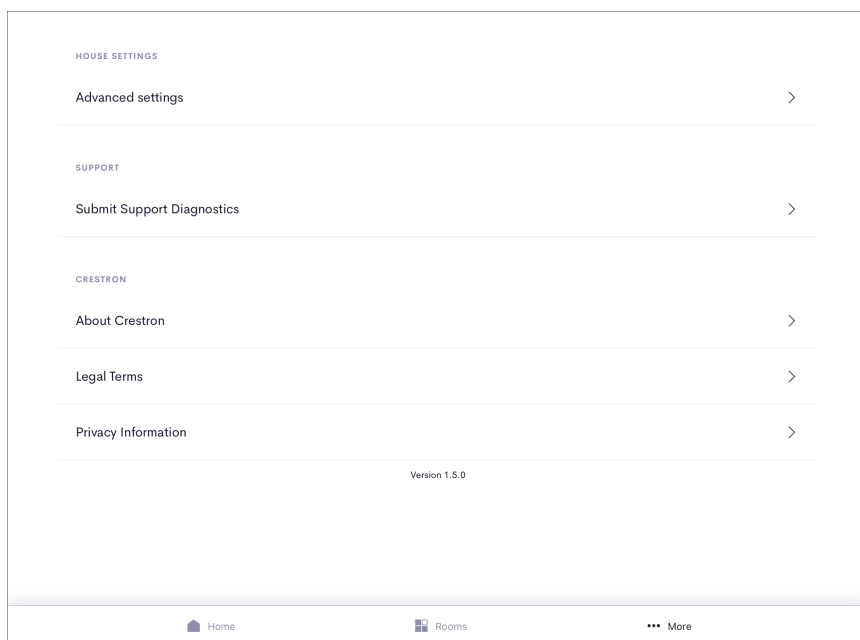 HOUSE SETTINGS
Advanced settings
SUPPORT
Submit Support Diagnostics
CRESTRON
About Crestron
Legal Terms
Privacy Information
Version 1.5.0
Home Rooms More